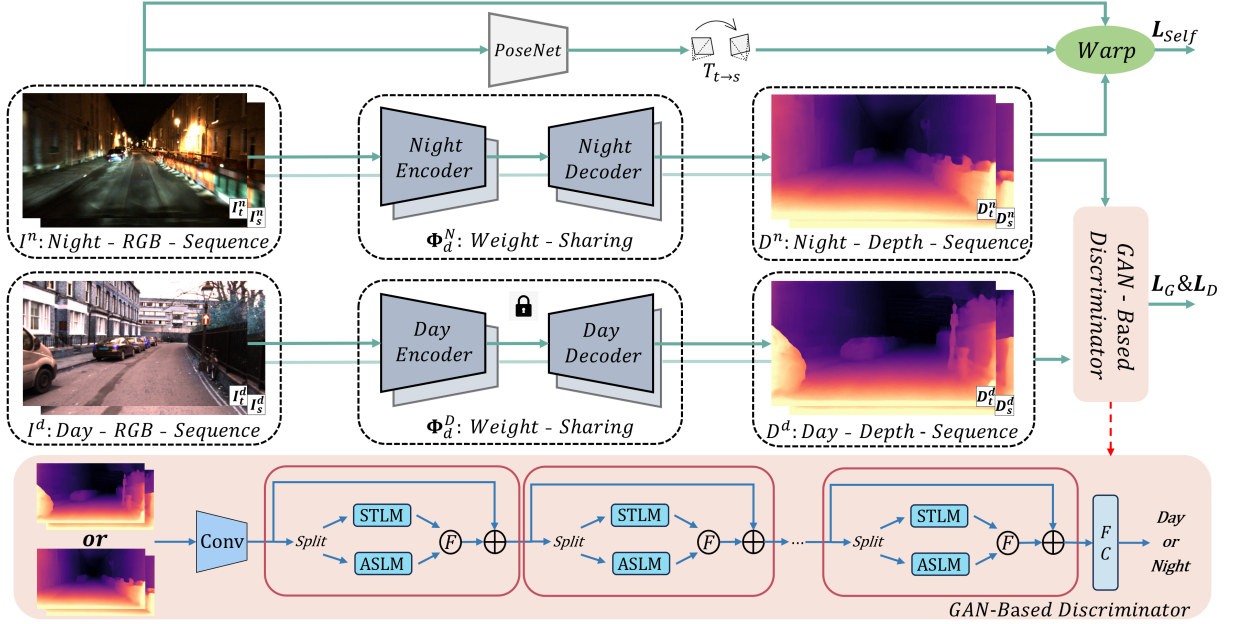 PoseNet
T_{t→s}
Warp
L_{Self}
I_t^n
I_s^n
I^n: Night - RGB - Sequence
Night
Encoder
Night
Decoder
Φ_d^N: Weight - Sharing
D_t^n
D_s^n
D^n: Night - Depth - Sequence
GAN - Based
Discriminator
L_G&L_D
I_t^d
I_s^d
I^d: Day - RGB - Sequence
Day
Encoder
Day
Decoder
Φ_d^D: Weight - Sharing
D_t^d
D_s^d
D^d: Day - Depth - Sequence
or
Conv
Split
STLM
ASLM
F
Split
STLM
ASLM
F
...
Split
STLM
ASLM
F
F
C
Day
or
Night
GAN-Based Discriminator